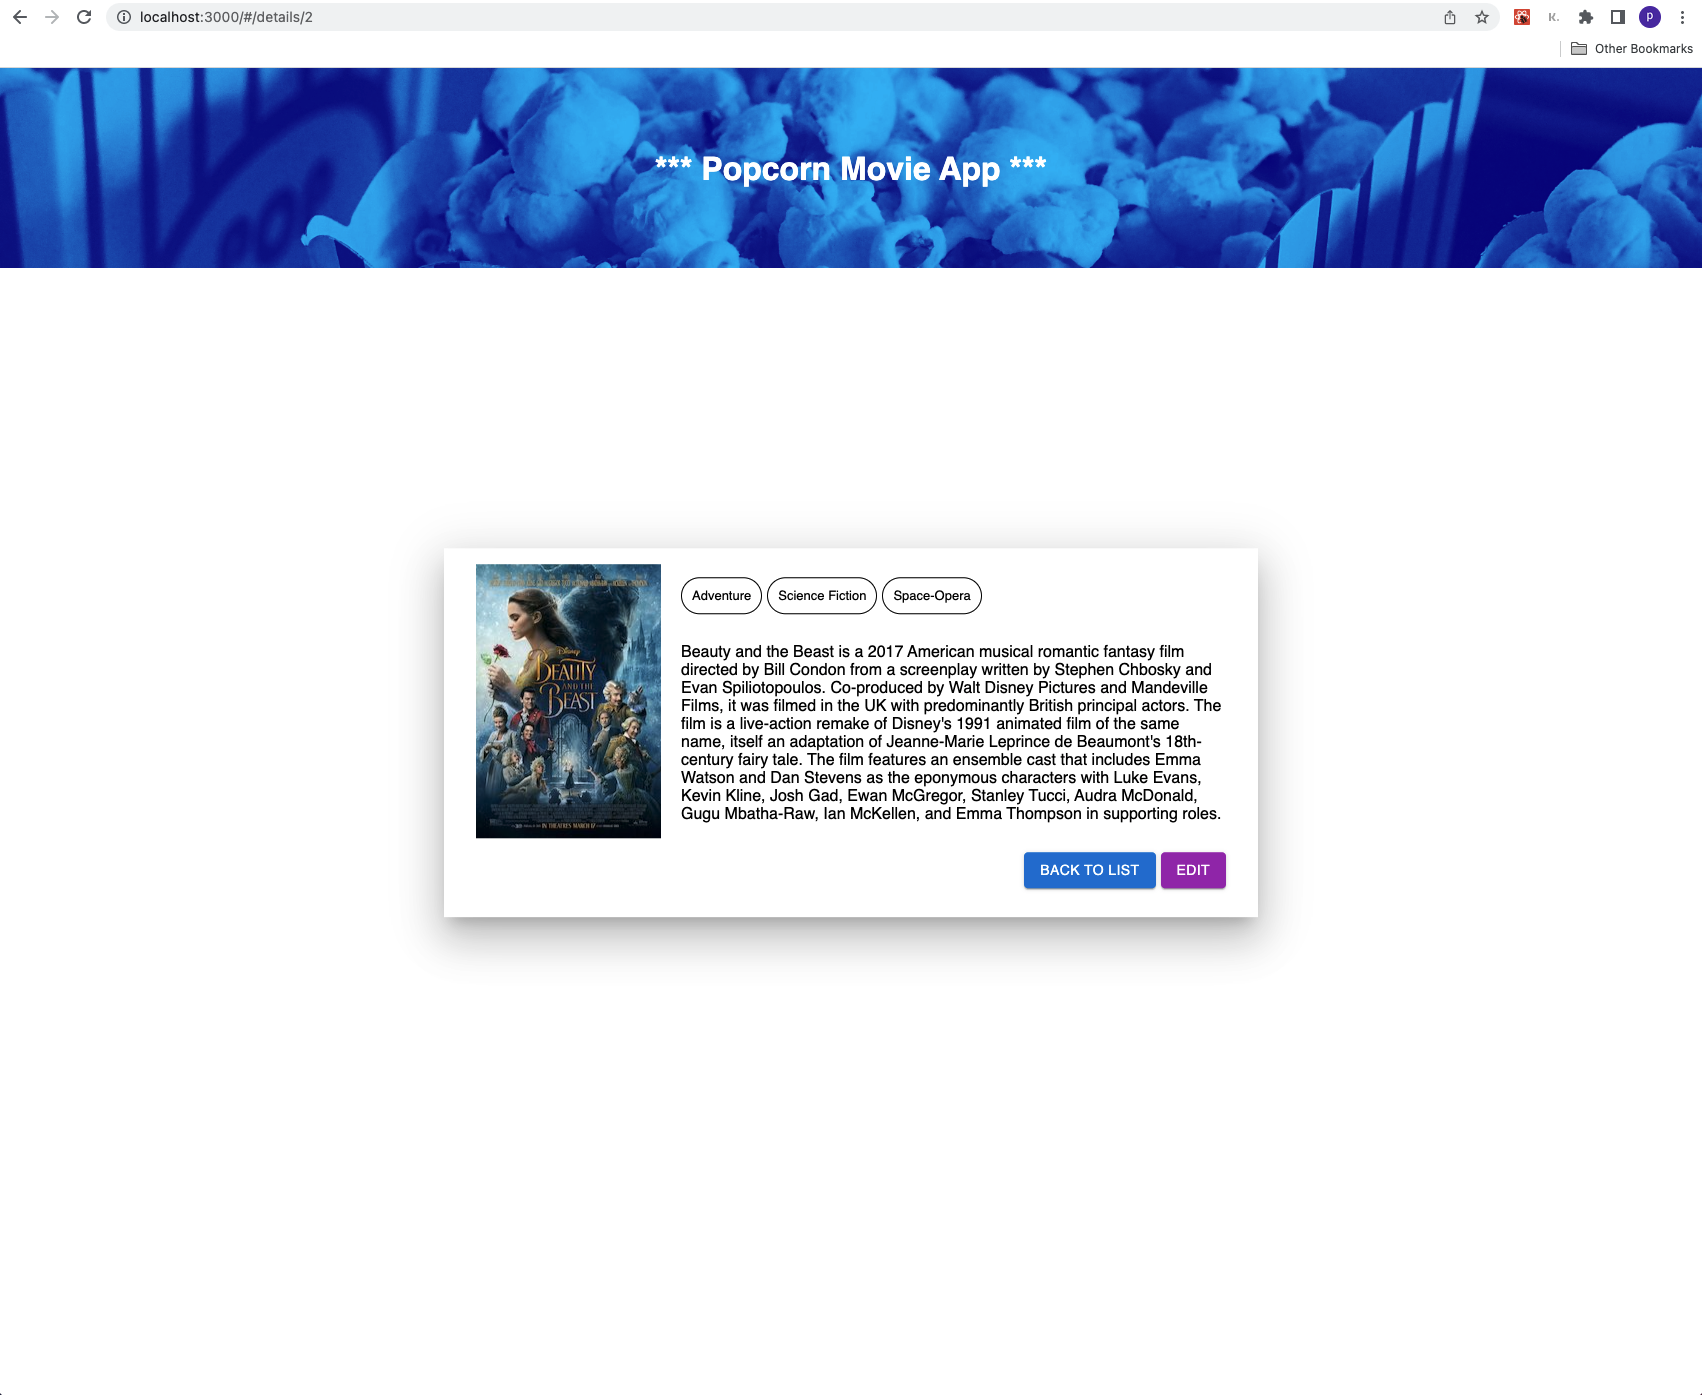 localhost:3000/#/details/2
K.
p
Other Bookmarks
*** Popcorn Movie App ***
Disney
BEAUTY
AND THE
BEAST
IN THEATRES MARCH 17
Adventure
Science Fiction
Space-Opera
Beauty and the Beast is a 2017 American musical romantic fantasy film
directed by Bill Condon from a screenplay written by Stephen Chbosky and
Evan Spiliotopoulos. Co-produced by Walt Disney Pictures and Mandeville
Films, it was filmed in the UK with predominantly British principal actors. The
film is a live-action remake of Disney's 1991 animated film of the same
name, itself an adaptation of Jeanne-Marie Leprince de Beaumont's 18th-
century fairy tale. The film features an ensemble cast that includes Emma
Watson and Dan Stevens as the eponymous characters with Luke Evans,
Kevin Kline, Josh Gad, Ewan McGregor, Stanley Tucci, Audra McDonald,
Gugu Mbatha-Raw, Ian McKellen, and Emma Thompson in supporting roles.
BACK TO LIST
EDIT